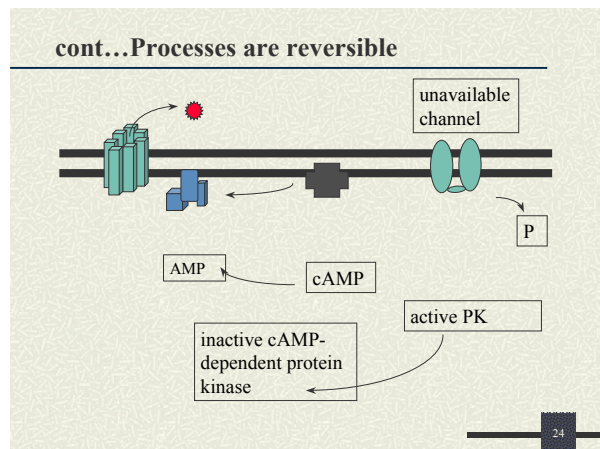 cont…Processes are reversible
unavailable
channel
P
AMP
cAMP
active PK
inactive cAMP-
dependent protein
kinase
24